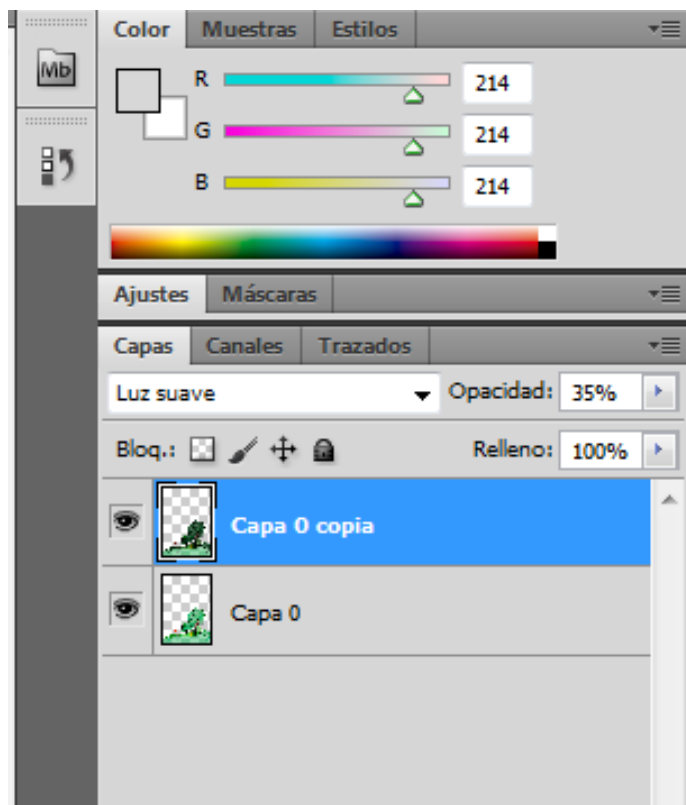 Color Muestras Estilos
Mb
R 214
G 214
B 214
Ajustes Máscaras
Capas Canales Trazados
Luz suave Opacidad: 35%
Bloq.: Relleno: 100%
Capa 0 copia
Capa 0